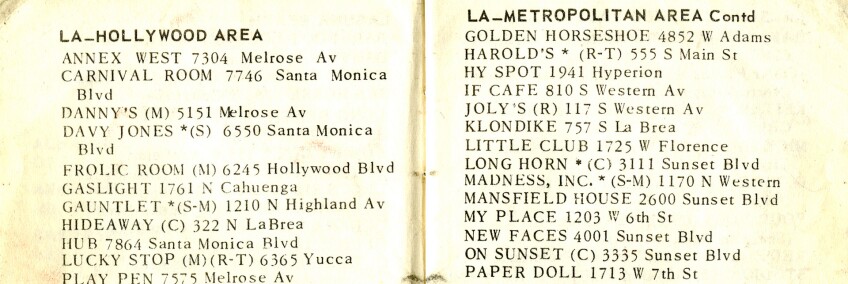 LA-HOLLYWOOD AREA
ANNEX WEST 7304 Melrose Av
CARNIVAL ROOM 7746 Santa Monica
Blvd
DANNY'S (M) 5151 Melrose Av
DAVY JONES *(S) 6550 Santa Monica
Blvd
FROLIC ROOM (M) 6245 Hollywood Blvd
GASLIGHT 1761 N Cahuenga
GAUNTLET *(S-M) 1210 N Highland Av
HIDEAWAY (C) 322 N LaBrea
HUB 7864 Santa Monica Blvd
LUCKY STOP (M)(R-T) 6365 Yucca
PLAY PEN 7575 Melrose Av
LA-METROPOLITAN AREA Contd
GOLDEN HORSESHOE 4852 W Adams
HAROLD'S * (R-T) 555 S Main St
HY SPOT 1941 Hyperion
IF CAFE 810 S Western Av
JOLY'S (R) 117 S Western Av
KLONDIKE 757 S La Brea
LITTLE CLUB 1725 W Florence
LONG HORN * (C) 3111 Sunset Blvd
MADNESS, INC. * (S-M) 1170 N Western
MANSFIELD HOUSE 2600 Sunset Blvd
MY PLACE 1203 W 6th St
NEW FACES 4001 Sunset Blvd
ON SUNSET (C) 3335 Sunset Blvd
PAPER DOLL 1713 W 7th St